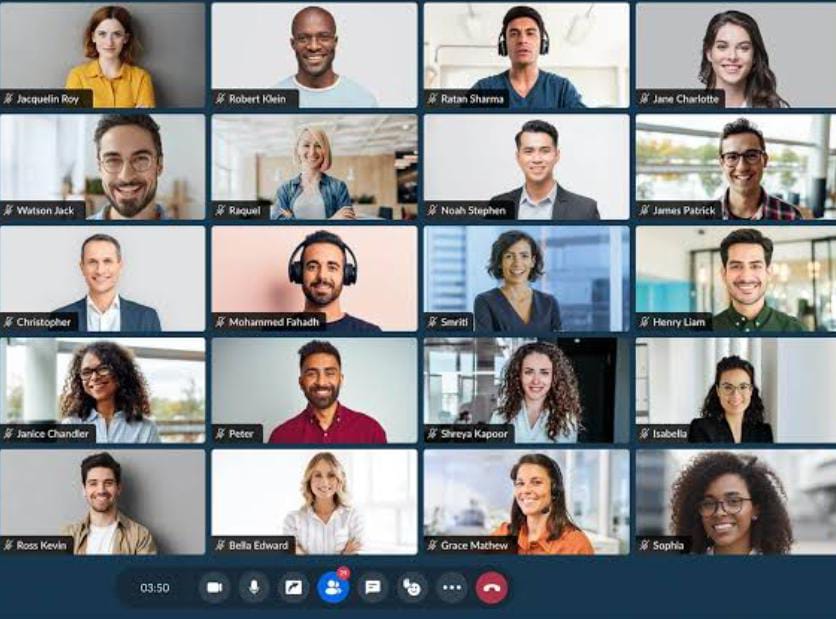 Jacquelin Roy
Robert Klein
Ratan Sharma
Jane Charlotte
Watson Jack
Raquel
Noah Stephen
James Patrick
Christopher
Mohammed Fahadh
Smriti
Henry Liam
Janice Chandler
Peter
Shreya Kapoor
Isabella
Ross Kevin
Bella Edward
Grace Mathew
Sophia
03:50